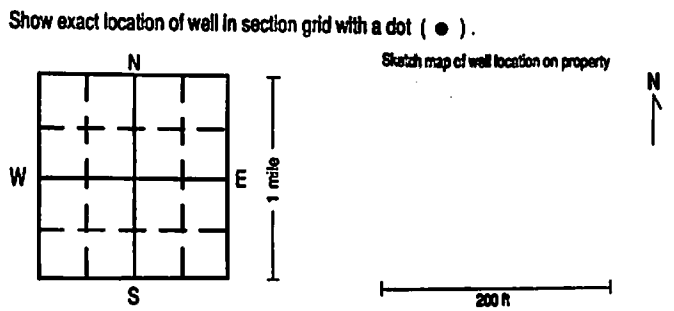 Show exact location of well in section grid with a dot ( ● ).
Sketch map of well location on property
N
N
W
E
1 mile
S
200 ft